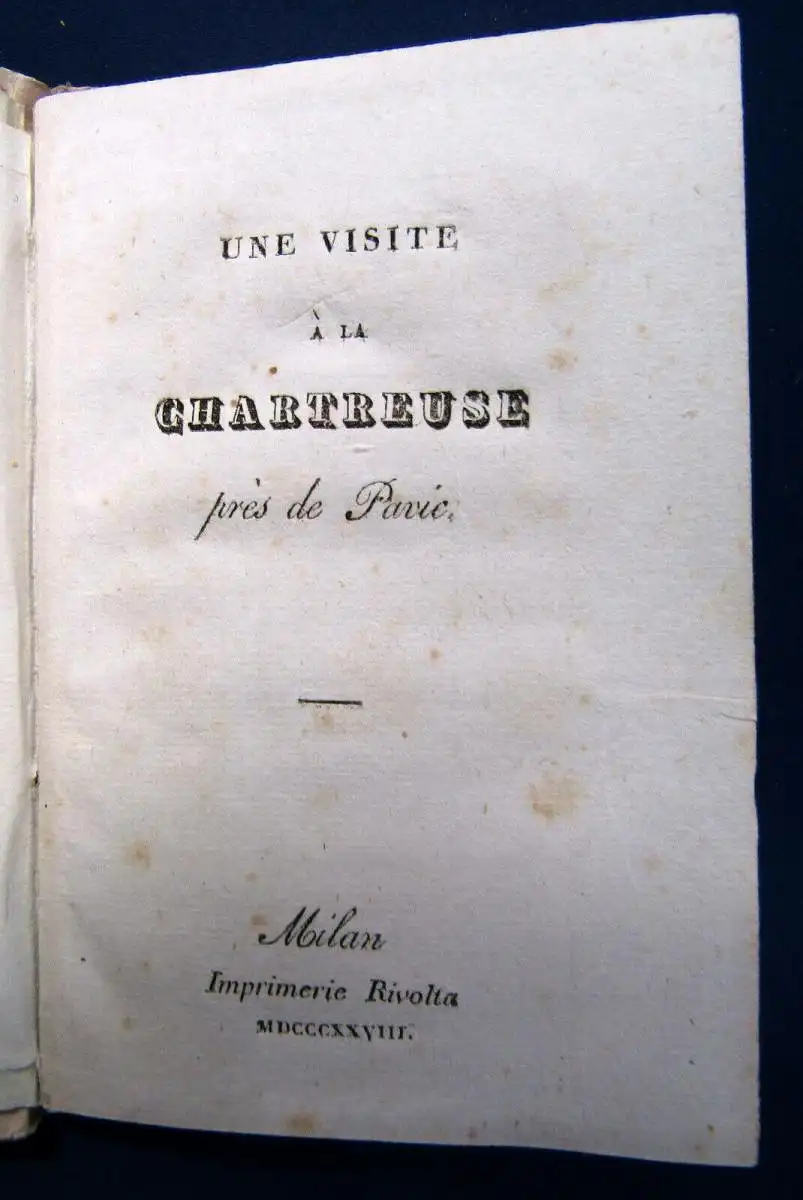 UNE VISITE
À LA
CHARTREUSE
près de Pavie.
Milan
Imprimerie Rivolta
MDCCCXXVIII.